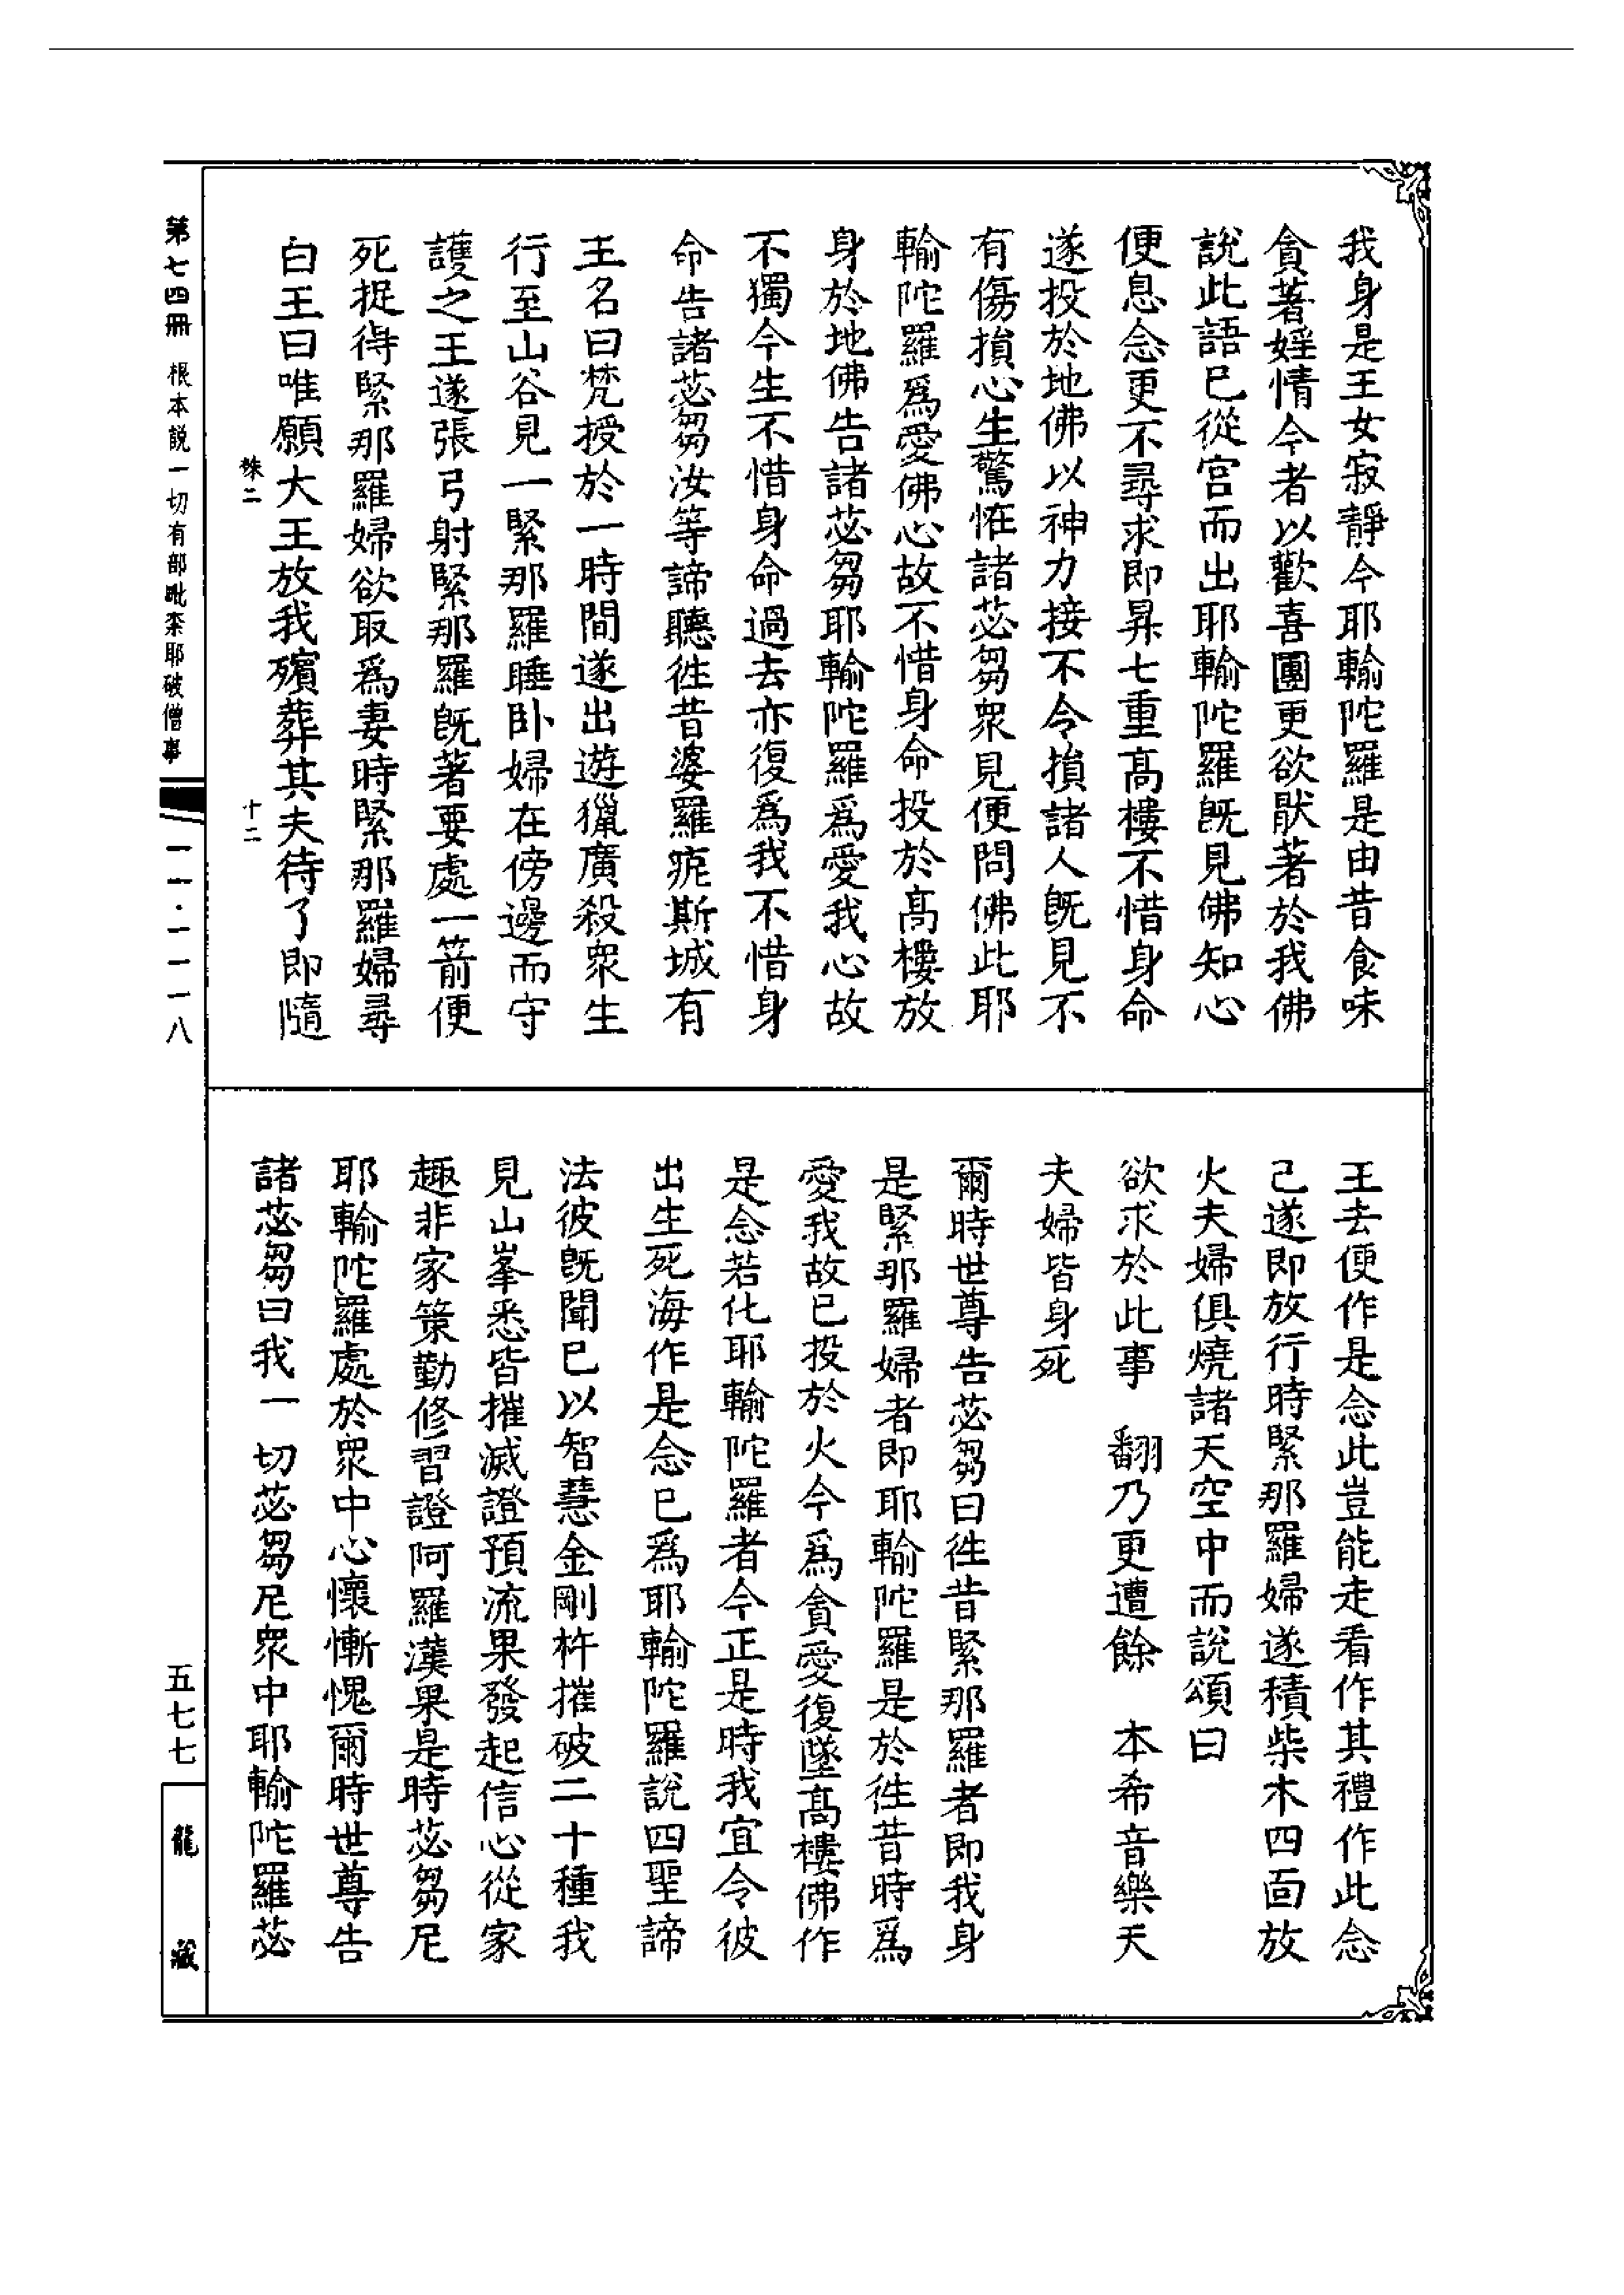 我身是王女寂靜今耶輸陀羅是由昔食味
貪著婬情今者以歡喜團更欲猒著於我佛
說此語已從宫而出耶輸陀羅旣見佛知心
便息念更不尋求即昇七重髙樓不惜身命
遂投於地佛以神力接不令損諸人旣見不
有傷損心生驚恠諸苾芻衆見便問佛此耶
輸陀羅爲愛佛心故不惜身命投於髙樓放
身於地佛告諸苾芻耶輸陀羅爲愛我心故
不獨今生不惜身命過去亦復爲我不惜身
命告諸苾芻汝等諦聽徃昔婆羅痆斯城有
王名曰梵授於一時間遂出遊獵廣殺衆生
行至山谷見一緊那羅睡卧婦在傍邊而守
護之王遂張弓射緊那羅旣著要處一箭便
死捉得緊那羅婦欲取爲妻時緊那羅婦尋
白王曰唯願大王放我殯葬其夫待了即隨
王去便作是念此豈能走看作其禮作此念
已遂即放行時緊那羅婦遂積柴木四面放
火夫婦俱燒諸天空中而說頌曰
欲求於此事　翻乃更遭餘　本希音樂天
夫婦皆身死
爾時世尊告苾芻曰徃昔緊那羅者即我身
是緊那羅婦者即耶輸陀羅是於徃昔時爲
愛我故已投於火今爲貪愛復墜髙樓佛作
是念若化耶輸陀羅者今正是時我宜令彼
出生死海作是念已爲耶輸陀羅說四聖諦
法彼旣聞已以智慧金剛杵摧破二十種我
見山峯悉皆摧滅證預流果發起信心從家
趣非家策勤修習證阿羅漢果是時苾芻尼
耶輸陀羅處於衆中心懷慚愧爾時世尊告
諸苾芻曰我一切苾芻尼衆中耶輸陀羅苾
第七四冊　根本説一切有部毗柰耶破僧事
一一·一一一八
五七七
龍藏
十二